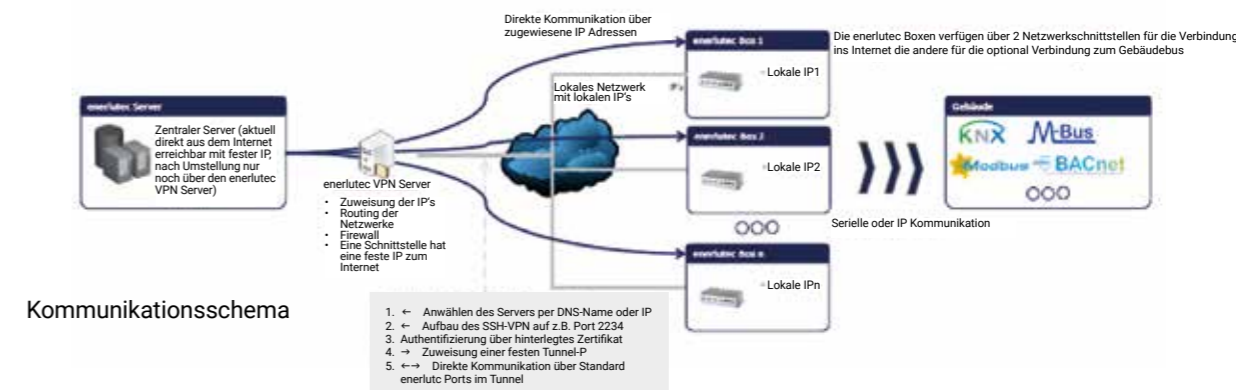 Direkte Kommunikation über
zugewiesene IP Adressen
enerlutec Box 1
Die enerlutec Boxen verfügen über 2 Netzwerkschnittstellen für die Verbindung
ins Internet die andere für die optional Verbindung zum Gebäudebus
Lokale IP1
Lokales Netzwerk
mit lokalen IP's
enerlutec Server
Zentraler Server (aktuell
direkt aus dem Internet
erreichbar mit fester IP,
nach Umstellung nur
noch über den enerlutec
VPN Server)
enerlutec VPN Server
• Zuweisung der IP's
• Routing der
Netzwerke
• Firewall
• Eine Schnittstelle hat
eine feste IP zum
Internet
enerlutec Box 2
Lokale IP2
Gebäude
KNX
M-Bus
Modbus
BACnet
Serielle oder IP Kommunikation
enerlutec Box n
Lokale IPn
Kommunikationsschema
1. ← Anwählen des Servers per DNS-Name oder IP
2. ← Aufbau des SSH-VPN auf z.B. Port 2234
3. Authentifizierung über hinterlegtes Zertifikat
4. → Zuweisung einer festen Tunnel-P
5. ←→ Direkte Kommunikation über Standard
enerlutc Ports im Tunnel